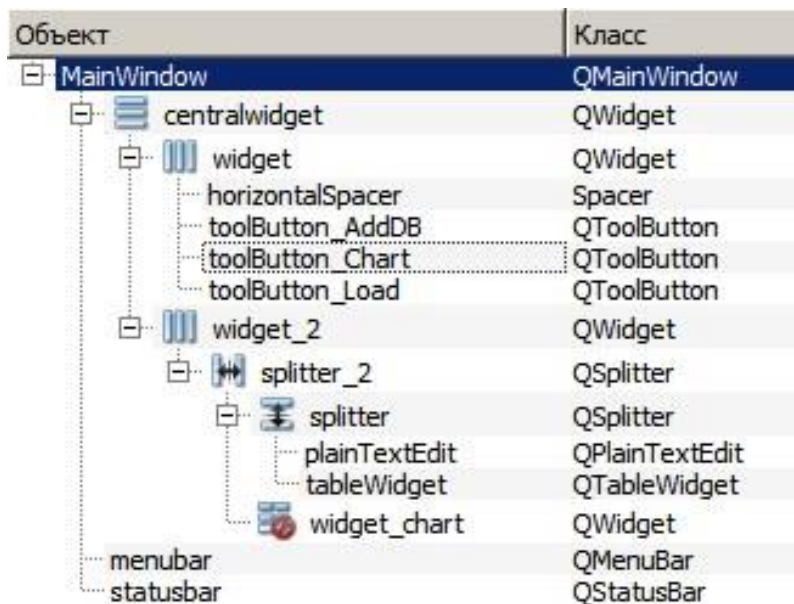 Объект Класс
MainWindow QMainWindow
centralwidget QWidget
widget QWidget
horizontalSpacer Spacer
toolButton_AddDB QToolButton
toolButton_Chart QToolButton
toolButton_Load QToolButton
widget_2 QWidget
splitter_2 QSplitter
splitter QSplitter
plainTextEdit QPlainTextEdit
tableWidget QTableWidget
widget_chart QWidget
menubar QMenuBar
statusbar QStatusBar